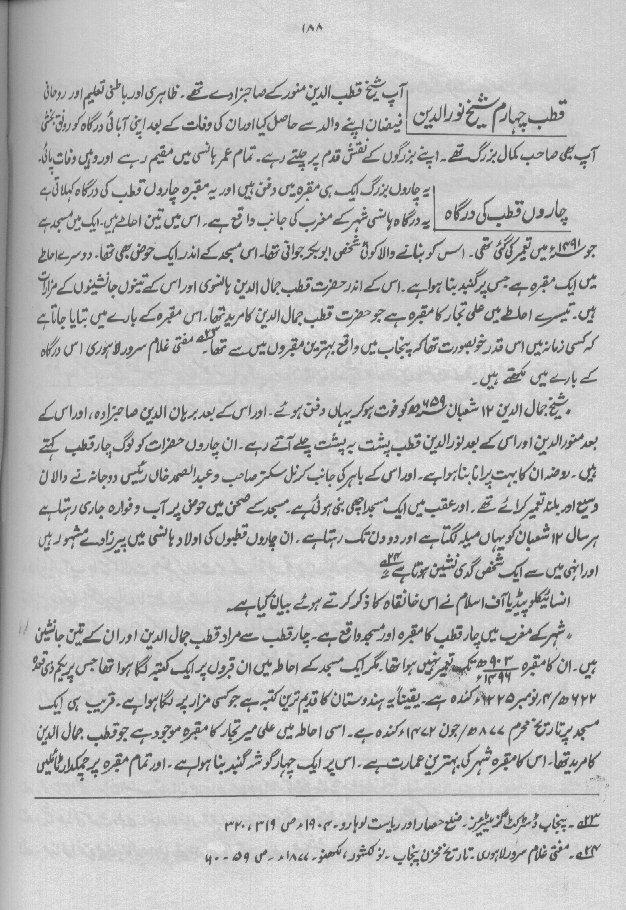 ۱۸۸
قطب چہارم شیخ نورالدین
آپ شیخ قطب الدین منور کے صاحبزادے تھے۔ ظاہری اور باطنی تعلیم اور روحانی
فیضان اپنے والد سے حاصل کیا اور ان کی وفات کے بعد اپنی آبائی درگاہ کو رونق بخشی
آپ بھی صاحب کمال بزرگ تھے۔ اپنے بزرگوں کے نقش قدم پر چلتے رہے۔ تمام عمر ہانسی میں مقیم رہے اور وہیں وفات پائی۔
چاروں قطب کی درگاہ
یہ چاروں بزرگ ایک ہی مقبرہ میں دفن ہیں اور یہ مقبرہ چاروں قطب کی درگاہ کہلاتی ہے
یہ درگاہ ہانسی شہر کے مغرب کی جانب واقع ہے۔ اس میں تین احاطے ہیں۔ ایک میں مسجد ہے
جو ۱۴۹۱ء میں تعمیر کی گئی تھی۔ اس کو بنانے والا کوئی شخص ابوبکر جوانی تھا۔ اس مسجد کے اندر ایک حوض بھی تھا۔ دوسرے احاطے
میں ایک مقبرہ ہے جس پر گنبد بنا ہوا ہے۔ اس کے اندر حضرت قطب جمال الدین ہانسوی اور اس کے تینوں جانشینوں کے مزارات
ہیں۔ تیسرے احاطے میں علی تجار کا مقبرہ ہے جو حضرت قطب جمال الدین کا مرید تھا۔ اس مقبرہ کے بارے میں بتایا جاتا ہے
کہ کسی زمانہ میں اس قدر خوبصورت تھا کہ پنجاب میں واقع بہترین مقبروں میں سے تھا۔۲۳ مفتی غلام سرور لاہوری اس درگاہ
کے بارے میں لکھتے ہیں۔
"شیخ جمال الدین ۱۲ شعبان ۶۵۹ھ کو فوت ہو کر یہاں دفن ہوئے۔ اور اس کے بعد برہان الدین صاحبزادہ، اور اس کے
بعد منورالدین اور اس کے بعد نورالدین قطب پشت بہ پشت چلے آتے رہے۔ ان چاروں حضرات کو لوگ چار قطب کہتے
ہیں۔ روضہ ان کا بہت پرانا بنا ہوا ہے۔ اور اس کے باہر کی جانب کرنل سکنر صاحب و عبدالصمد خاں رئیس دوجانہ نے دالان
وسیع اور بلند تعمیر کرائے تھے۔ اور عقب میں ایک مسجد اچھی بنی ہوئی ہے۔ مسجد کے صحن میں حوض پر آب و فوارہ جاری رہتا ہے
ہر سال ۱۲ شعبان کو یہاں میلہ لگتا ہے اور دو دن تک رہتا ہے۔ ان چاروں قطبوں کی اولاد ہانسی میں پیرزادے مشہور ہیں
اور انہی میں سے ایک شخص گدی نشین ہوتا ہے۲۴"
انسائیکلوپیڈیا آف اسلام نے اس خانقاہ کا ذکر کرتے ہوئے بیان کیا ہے۔
"شہر کے مغرب میں چار قطب کا مقبرہ اور مسجد واقع ہے۔ چار قطب سے مراد قطب جمال الدین اور ان کے تین جانشین
ہیں۔ ان کا مقبرہ ۹۰۳ھ ۱۴۹۶ء تک تعمیر نہیں ہوا تھا۔ مگر ایک مسجد کے احاطہ میں ان قبروں پر ایک کتبہ لگا ہوا تھا جس پر یکم ذی قعدہ
۶۲۲ھ / ۴ نومبر ۱۲۲۵ء کندہ ہے۔ یقیناً یہ ہندوستان کا قدیم ترین کتبہ ہے جو کسی مزار پر لگا ہوا ہے۔ قریب ہی ایک
مسجد پر تاریخ محرم ۸۷۷ھ / جون ۱۴۷۲ء کندہ ہے۔ اسی احاطہ میں علی میر تجار کا مقبرہ موجود ہے جو قطب جمال الدین
کا مرید تھا۔ اس کا مقبرہ شہر کی بہترین عمارت ہے۔ اس پر ایک چہار گوشہ گنبد بنا ہوا ہے۔ اور تمام مقبرہ پر چمکدار ٹائلیں
۲۳۔ پنجاب ڈسٹرکٹ گزیٹیرز۔ ضلع حصار اور ریاست لوہارو۔ ۱۹۰۴ء ص ۳۱۹، ۳۲۰
۲۴۔ مفتی غلام سرور لاہوری۔ تاریخ مخزن پنجاب۔ نولکشور، لکھنؤ۔ ۱۸۷۷ء۔ ص ۵۹ - ۶۰